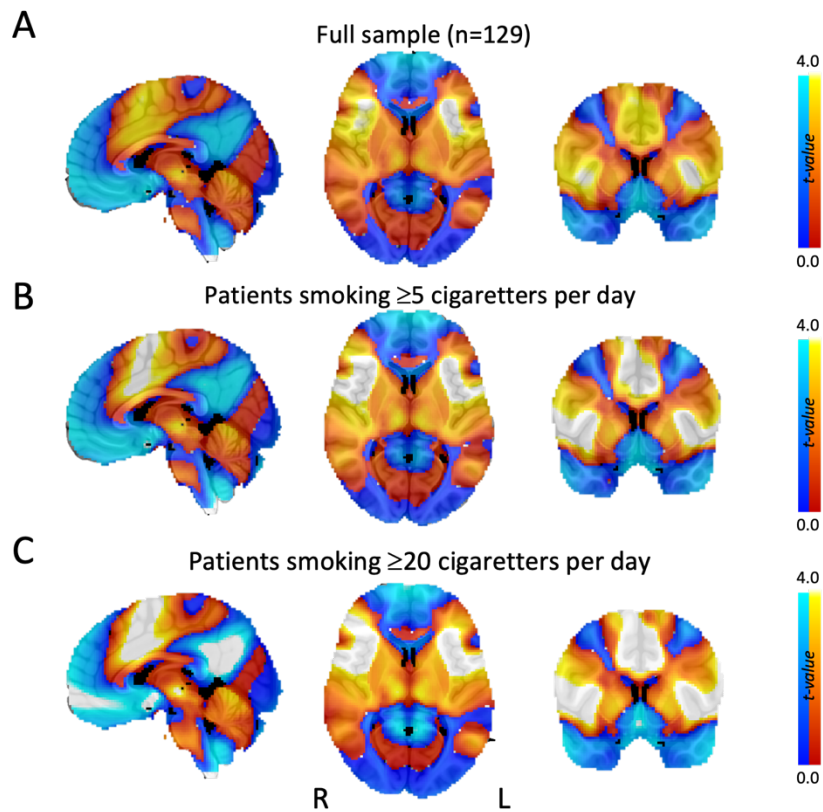 A
Full sample (n=129)
4.0
t-value
0.0
B
Patients smoking ≥5 cigaretters per day
4.0
t-value
0.0
C
Patients smoking ≥20 cigaretters per day
4.0
t-value
0.0
R L